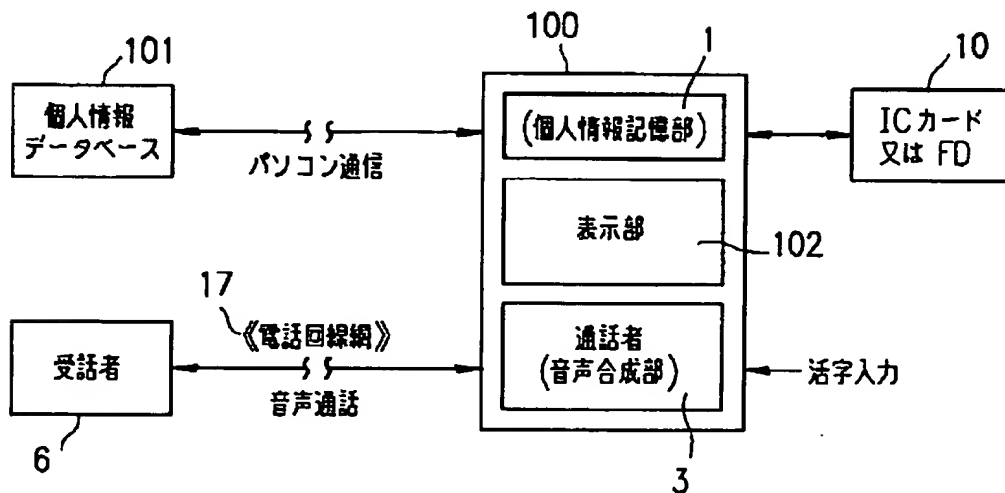 101
個人情報
データベース
パソコン通信
100
1
(個人情報記憶部)
10
ICカード
又は FD
表示部
102
17
《電話回線網》
受話者
6
音声通話
通話者
(音声合成部)
3
活字入力